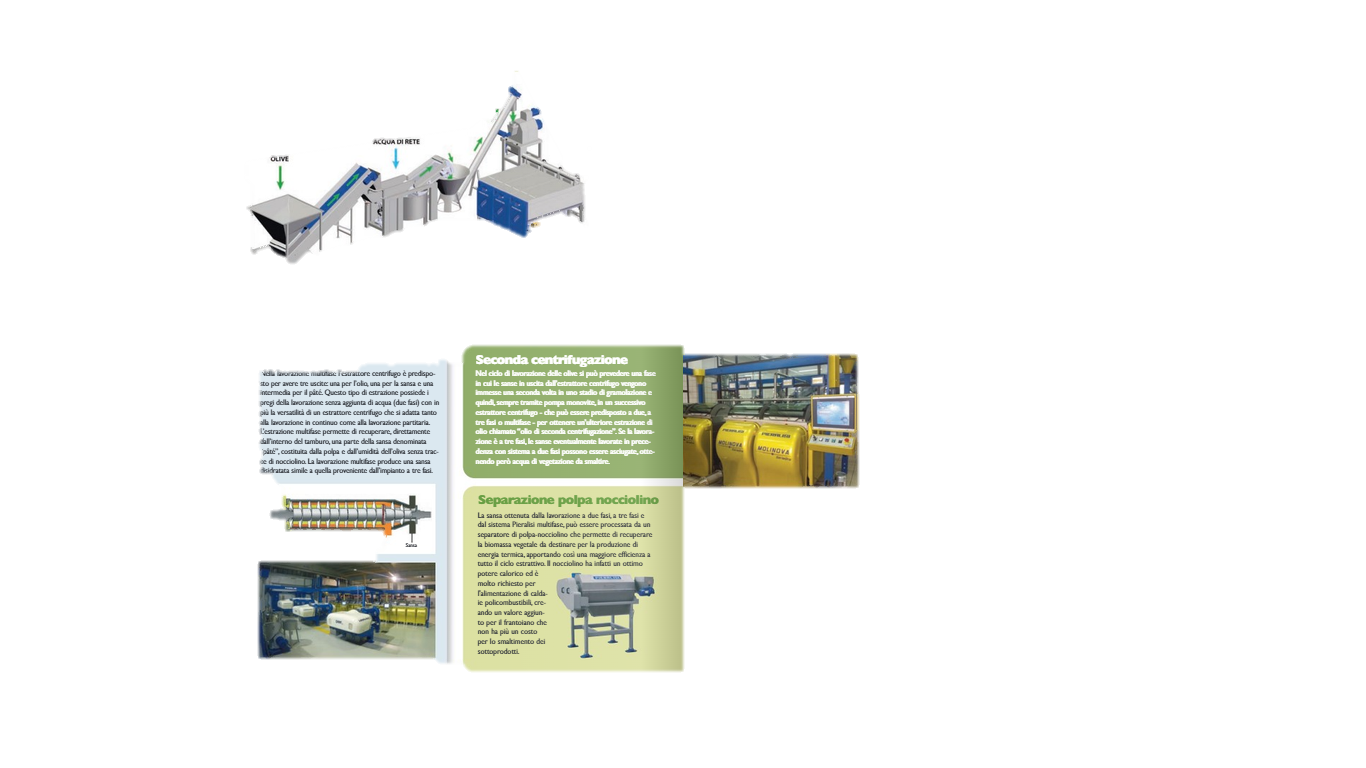 OLIVE
ACQUA DI RETE
Nella lavorazione multifase l'estrattore centrifugo è predispo-
sto per avere tre uscite: una per l'olio, una per la sansa e una
intermedia per il pâté. Questo tipo di estrazione possiede i
pregi della lavorazione senza aggiunta di acqua (due fasi) con in
più la versatilità di un estrattore centrifugo che si adatta tanto
alla lavorazione in continuo come alla lavorazione partitaria.
L'estrazione multifase permette di recuperare, direttamente
dall'interno del tamburo, una parte della sansa denominata
"pâté", costituita dalla polpa e dall'umidità dell'oliva senza trac-
ce di nocciolino. La lavorazione multifase produce una sansa
disidratata simile a quella proveniente dall'impianto a tre fasi.
Sansa
Seconda centrifugazione
Nel ciclo di lavorazione delle olive si può prevedere una fase
in cui le sanse in uscita dall'estrattore centrifugo vengono
immesse una seconda volta in uno stadio di gramolazione e
quindi, sempre tramite pompa monovite, in un successivo
estrattore centrifugo - che può essere predisposto a due, a
tre fasi o multifase - per ottenere un'ulteriore estrazione di
olio chiamato "olio di seconda centrifugazione". Se la lavora-
zione è a tre fasi, le sanse eventualmente lavorate in prece-
denza con sistema a due fasi possono essere asciugate, otte-
nendo però acqua di vegetazione da smaltire.
PIERALISI
MOLINOVA
PIERALISI
MOLINOVA
Separazione polpa nocciolino
La sansa ottenuta dalla lavorazione a due fasi, a tre fasi e
dal sistema Pieralisi multifase, può essere processata da un
separatore di polpa-nocciolino che permette di recuperare
la biomassa vegetale da destinare per la produzione di
energia termica, apportando così una maggiore efficienza a
tutto il ciclo estrattivo. Il nocciolino ha infatti un ottimo
potere calorico ed è
molto richiesto per
l'alimentazione di calda-
ie policombustibili, cre-
ando un valore aggiun-
to per il frantoiano che
non ha più un costo
per lo smaltimento dei
sottoprodotti.